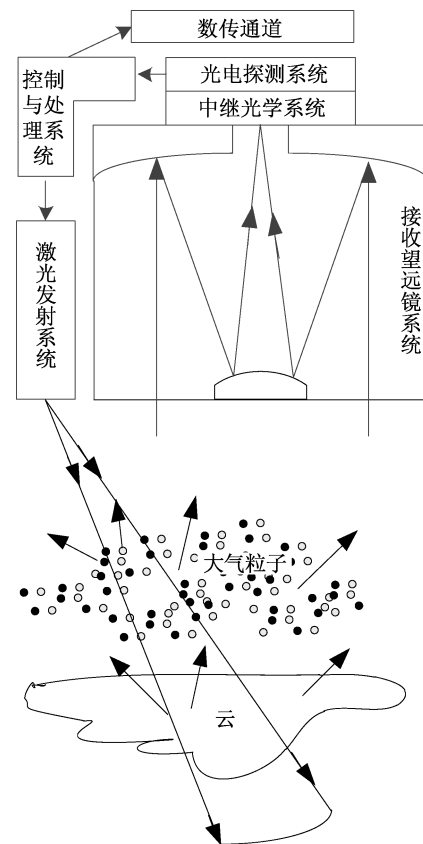 数传通道
控制
与处
理系
统
光电探测系统
中继光学系统
接收望远镜系统
激光发射系统
大气粒子
云